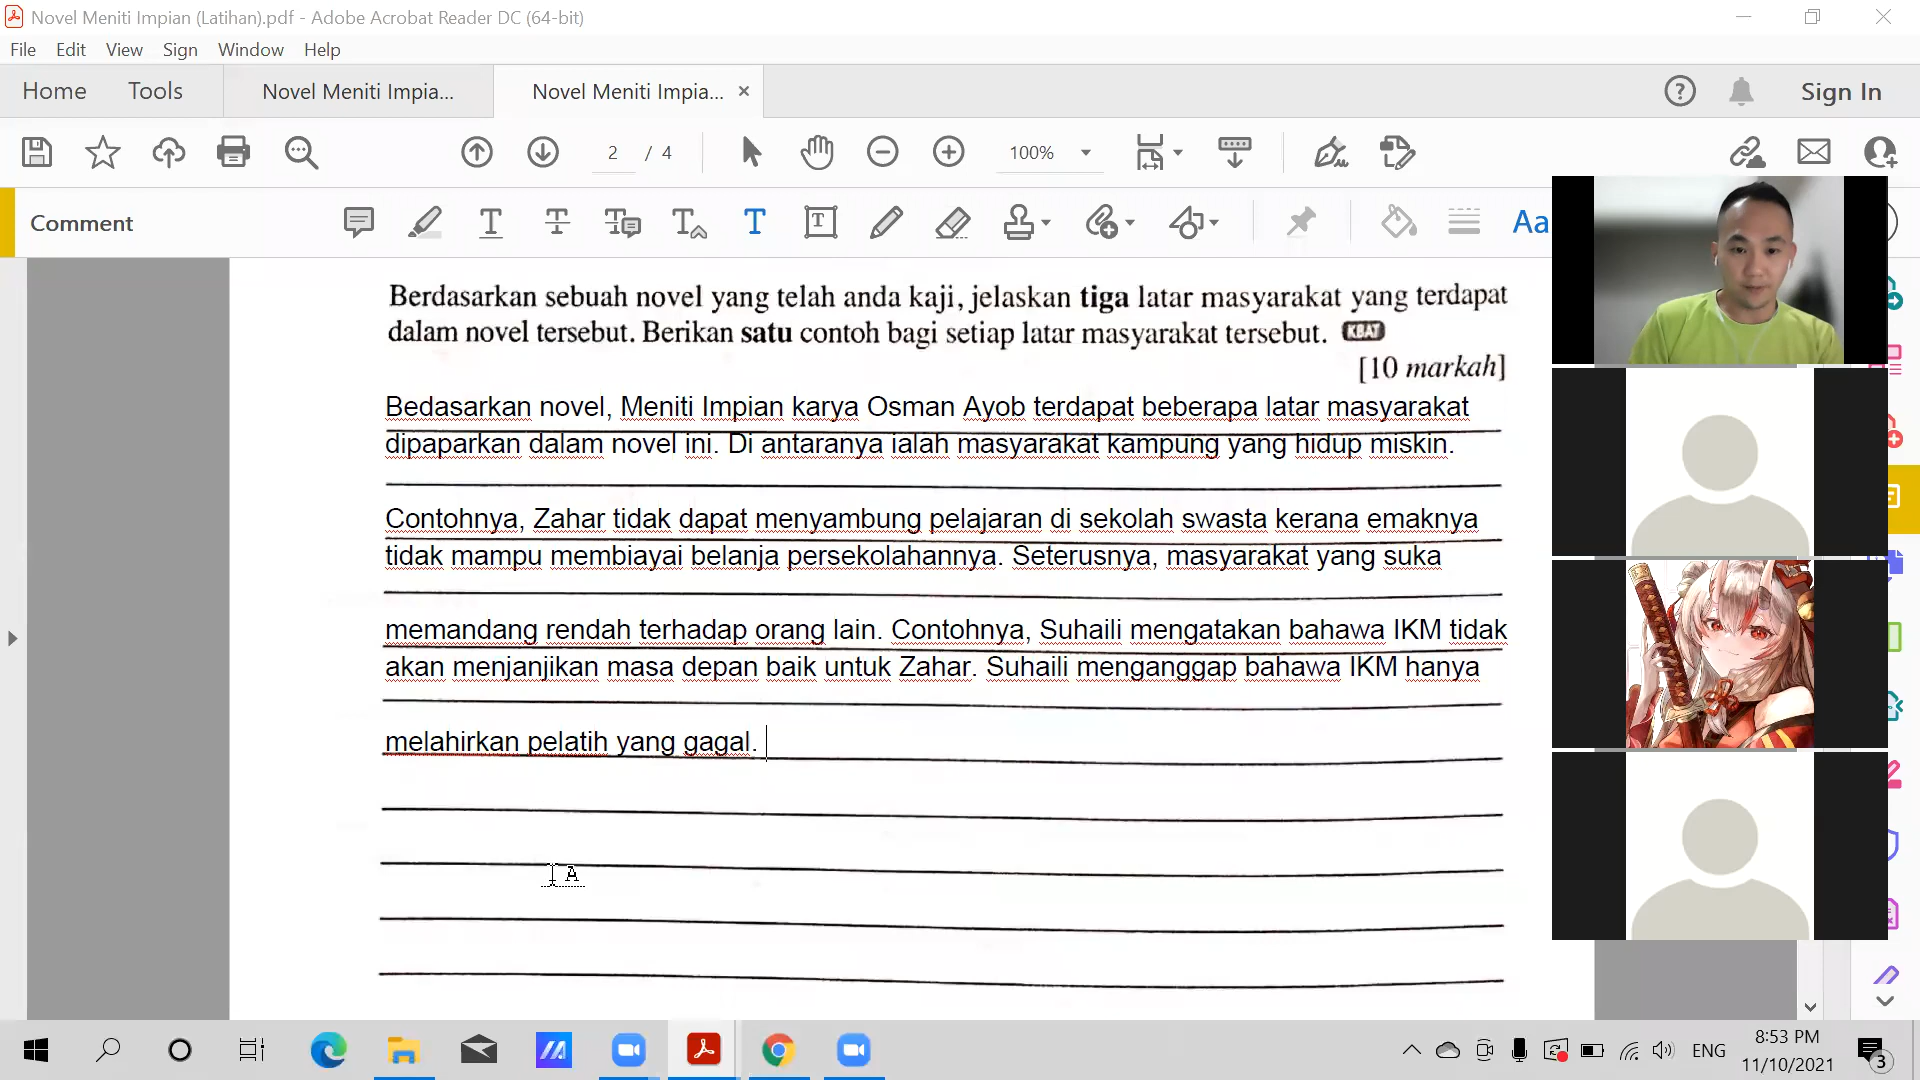 Novel Meniti Impian (Latihan).pdf - Adobe Acrobat Reader DC (64-bit)
File Edit View Sign Window Help
Home Tools Novel Meniti Impia... Novel Meniti Impia... × Sign In
2 / 4 100%
Comment
Aa
Berdasarkan sebuah novel yang telah anda kaji, jelaskan tiga latar masyarakat yang terdapat
dalam novel tersebut. Berikan satu contoh bagi setiap latar masyarakat tersebut. KBAT
[10 markah]
Bedasarkan novel, Meniti Impian karya Osman Ayob terdapat beberapa latar masyarakat
dipaparkan dalam novel ini. Di antaranya ialah masyarakat kampung yang hidup miskin.
Contohnya, Zahar tidak dapat menyambung pelajaran di sekolah swasta kerana emaknya
tidak mampu membiayai belanja persekolahannya. Seterusnya, masyarakat yang suka
memandang rendah terhadap orang lain. Contohnya, Suhaili mengatakan bahawa IKM tidak
akan menjanjikan masa depan baik untuk Zahar. Suhaili menganggap bahawa IKM hanya
melahirkan pelatih yang gagal.
ENG
8:53 PM
11/10/2021
3